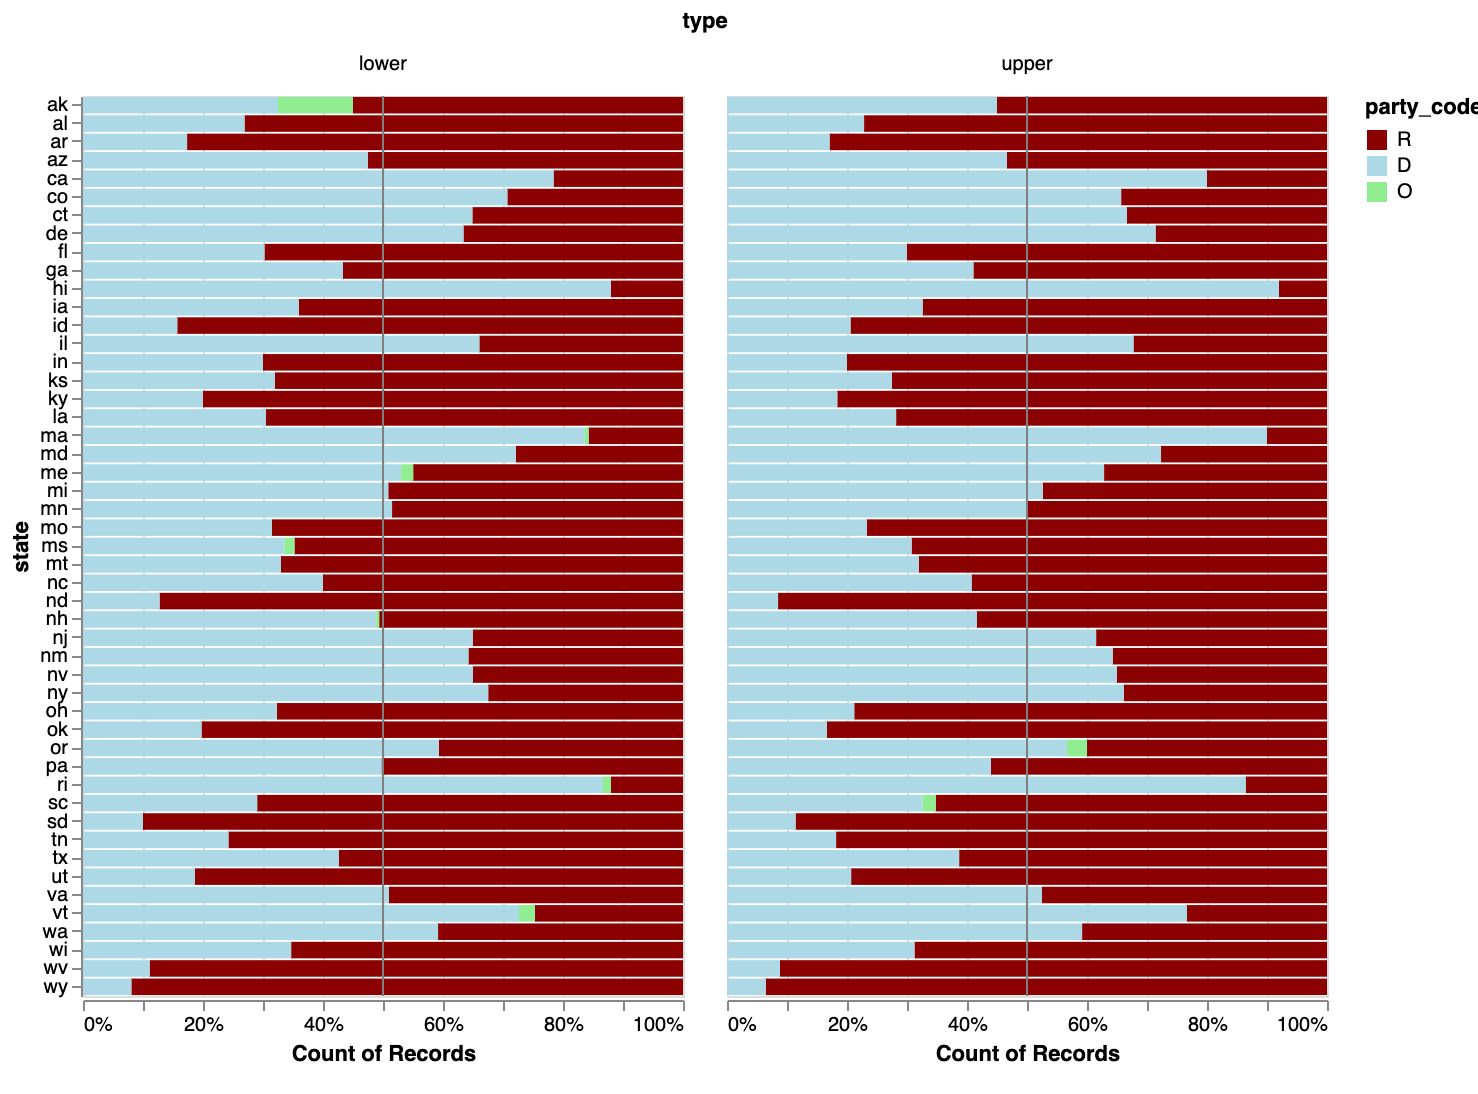 type
lower
upper
party_code
R
D
O
state
ak
al
ar
az
ca
co
ct
de
fl
ga
hi
ia
id
il
in
ks
ky
la
ma
md
me
mi
mn
mo
ms
mt
nc
nd
nh
nj
nm
nv
ny
oh
ok
or
pa
ri
sc
sd
tn
tx
ut
va
vt
wa
wi
wv
wy
0% 20% 40% 60% 80% 100%
0% 20% 40% 60% 80% 100%
Count of Records
Count of Records